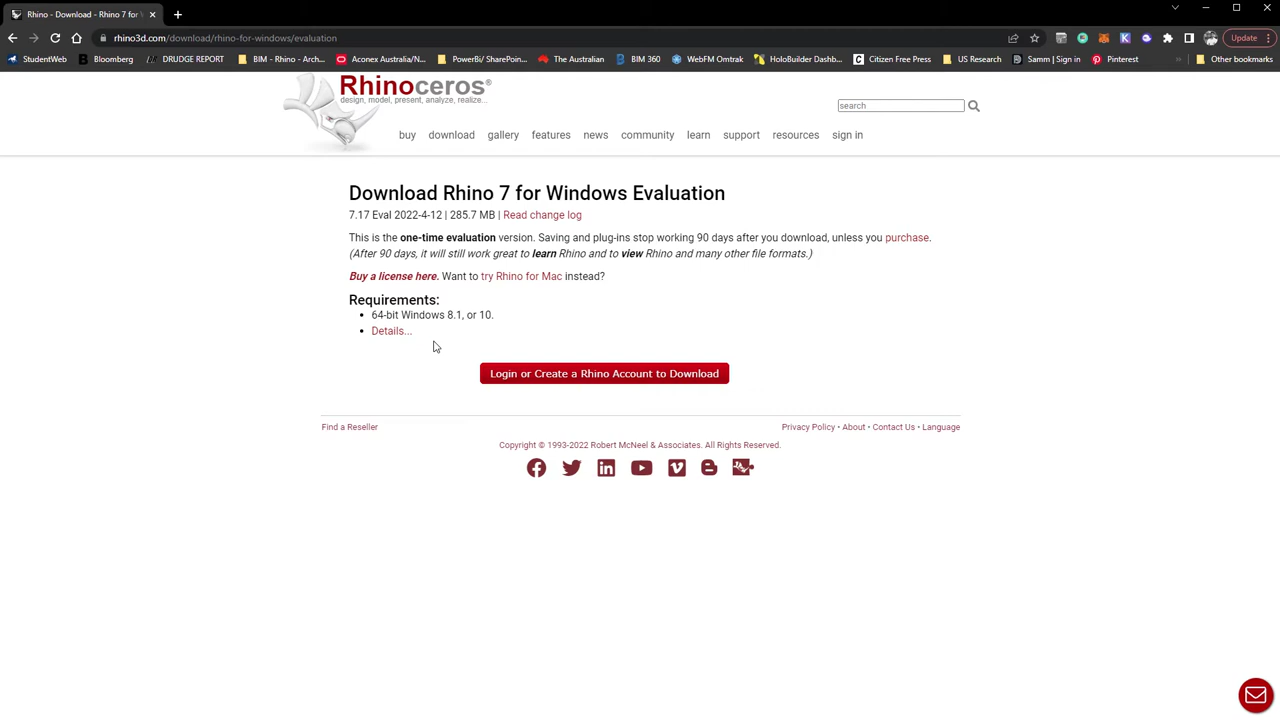 Rhino - Download - Rhino 7 for W
rhino3d.com/download/rhino-for-windows/evaluation
Update
StudentWeb
Bloomberg
DRUDGE REPORT
BIM - Rhino - Arch...
Aconex Australia/N...
PowerB/ SharePoin...
The Australian
BIM 360
WebFM Omtrak
HoloBuilder Dashbo...
Citizen Free Press
US Design
Samm | Sign in
Pinterest
Other bookmarks
Rhinoceros®
design, model, present, analyze, realize...
search
buy download gallery features news community learn support resources sign in
Download Rhino 7 for Windows Evaluation
7.17 Eval 2022-4-12 | 285.7 MB | Read change log
This is the one-time evaluation version. Saving and plug-ins stop working 90 days after you download, unless you purchase.
(After 90 days, it will still work great to learn Rhino and to view Rhino and many other file formats.)
Buy a license here. Want to try Rhino for Mac instead?
Requirements:
• 64-bit Windows 8.1, or 10.
• Details...
Login or Create a Rhino Account to Download
Find a Reseller
Privacy Policy • About • Contact Us • Language
Copyright © 1993-2022 Robert McNeel & Associates. All Rights Reserved.